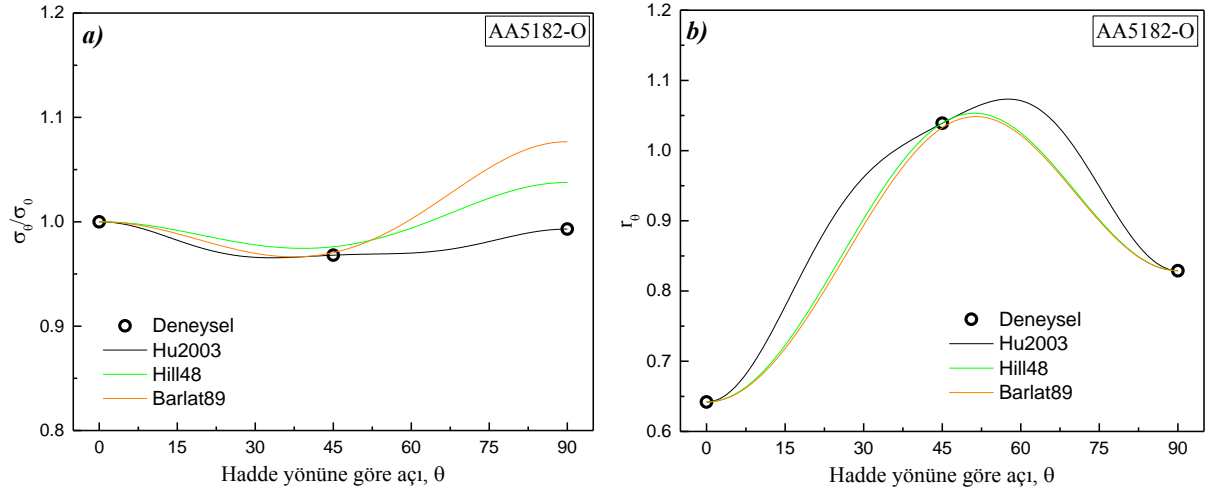 a)
AA5182-O
1.2
1.1
1.0
0.9
0.8
σθ/σ0
Deneysel
Hu2003
Hill48
Barlat89
0 15 30 45 60 75 90
Hadde yönüne göre açı, θ
b)
AA5182-O
1.2
1.1
1.0
0.9
0.8
0.7
0.6
rθ
Deneysel
Hu2003
Hill48
Barlat89
0 15 30 45 60 75 90
Hadde yönüne göre açı, θ